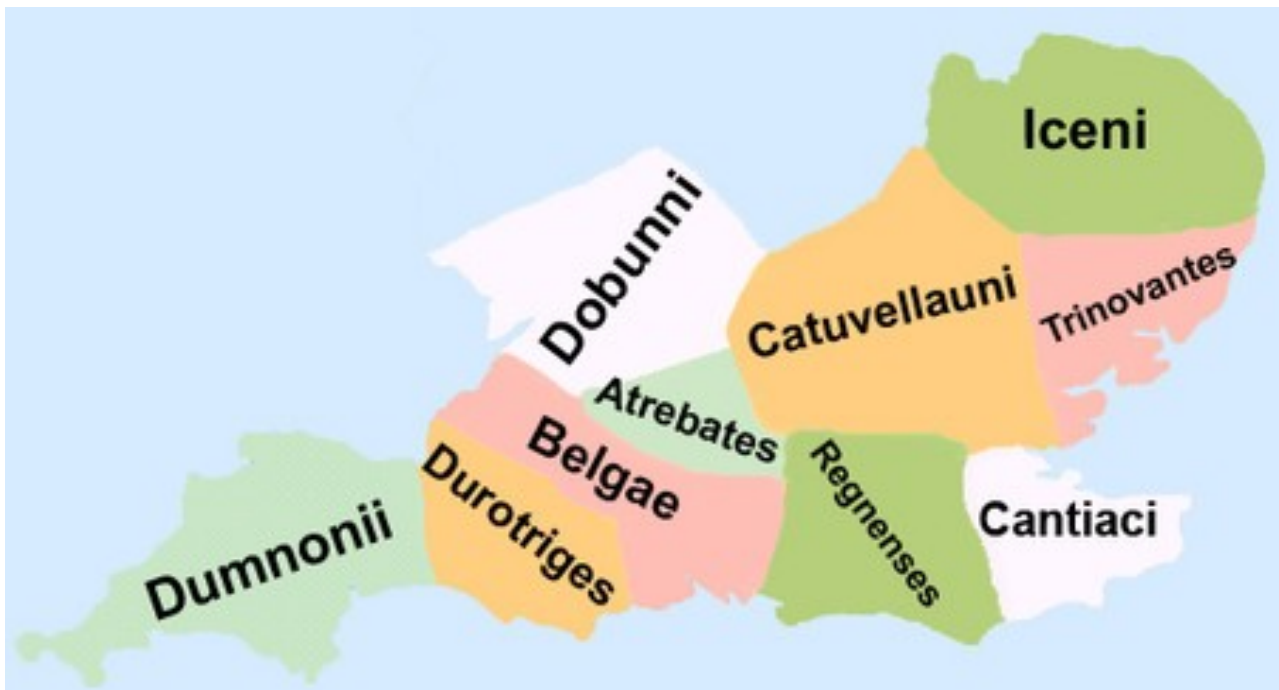 Iceni
Dobunni
Catuvellauni
Trinovantes
Atrebates
Belgae
Regnenses
Cantiaci
Durotriges
Dumnonii